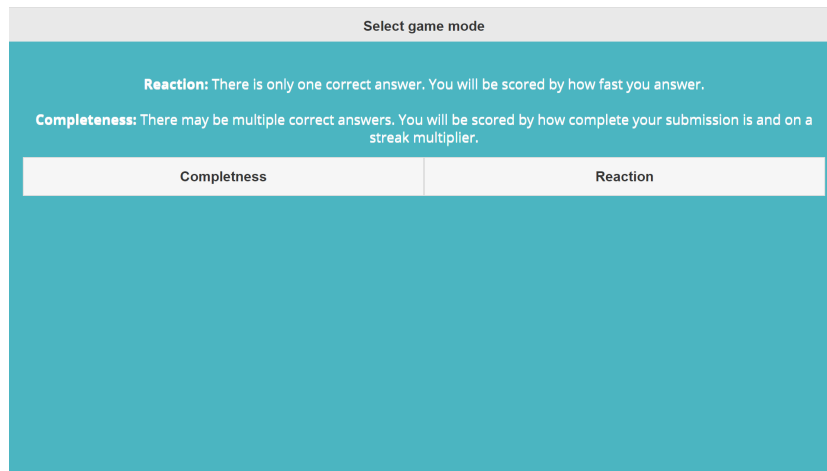 Select game mode
Reaction: There is only one correct answer. You will be scored by how fast you answer.
Completeness: There may be multiple correct answers. You will be scored by how complete your submission is and on a
streak multiplier.
Completness
Reaction